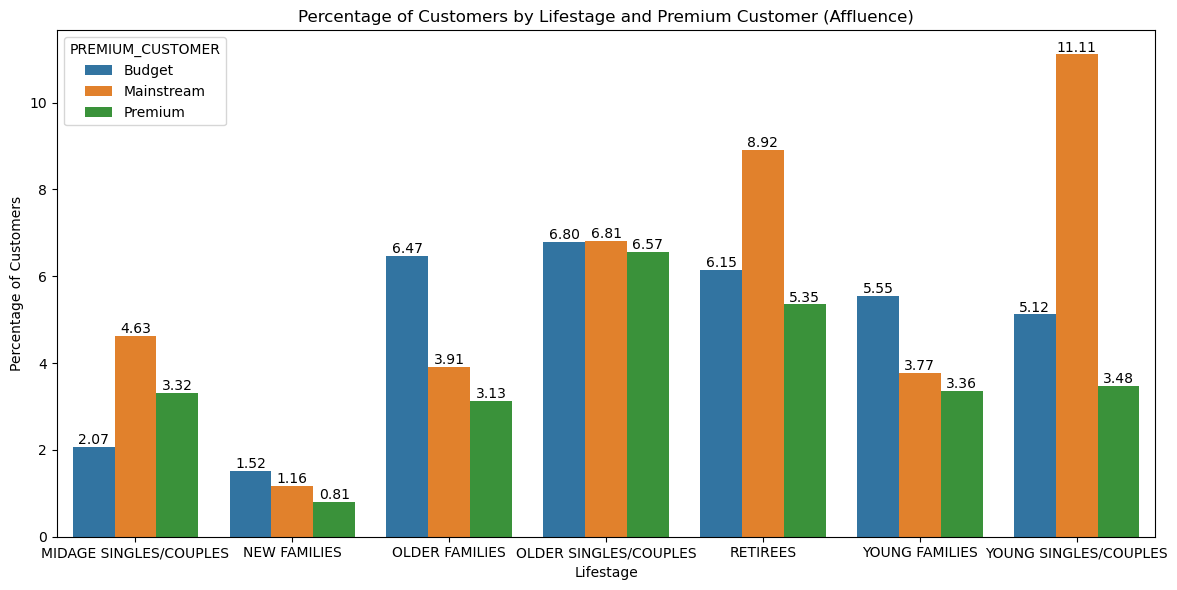 Percentage of Customers by Lifestage and Premium Customer (Affluence)
PREMIUM_CUSTOMER
Budget
Mainstream
Premium
Percentage of Customers
10
8
6
4
2
0
2.07
4.63
3.32
1.52
1.16
0.81
6.47
3.91
3.13
6.80
6.81
6.57
6.15
8.92
5.35
5.55
3.77
3.36
5.12
11.11
3.48
MIDAGE SINGLES/COUPLES
NEW FAMILIES
OLDER FAMILIES
OLDER SINGLES/COUPLES
RETIREES
YOUNG FAMILIES
YOUNG SINGLES/COUPLES
Lifestage